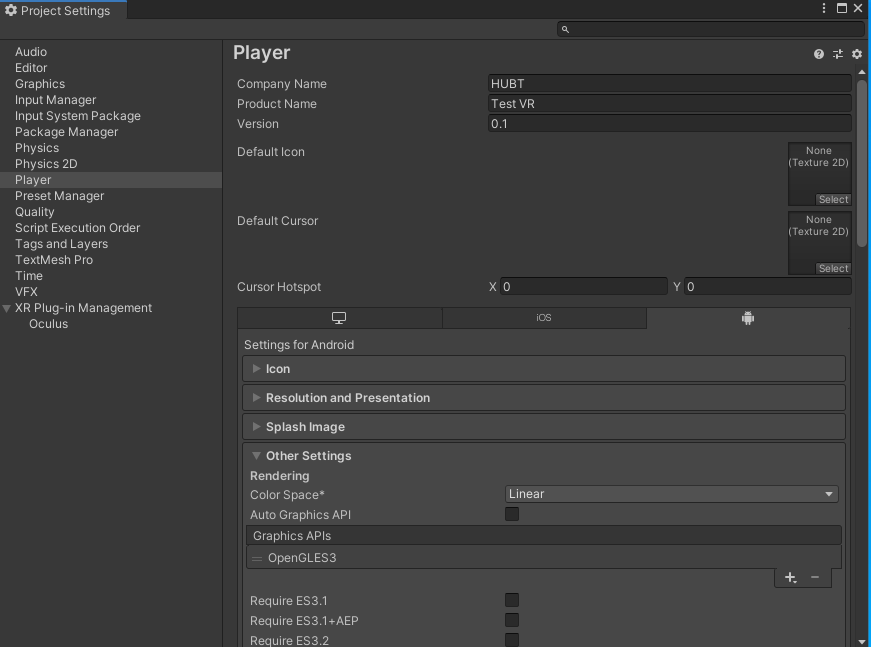 Project Settings
Audio
Editor
Graphics
Input Manager
Input System Package
Package Manager
Physics
Physics 2D
Player
Preset Manager
Quality
Script Execution Order
Tags and Layers
TextMesh Pro
Time
VFX
XR Plug-in Management
Oculus
Player
Company Name HUBT
Product Name Test VR
Version 0.1
Default Icon
None
(Texture 2D)
Select
Default Cursor
None
(Texture 2D)
Select
Cursor Hotspot X 0 Y 0
iOS
Settings for Android
Icon
Resolution and Presentation
Splash Image
Other Settings
Rendering
Color Space* Linear
Auto Graphics API
Graphics APIs
OpenGLES3
Require ES3.1
Require ES3.1+AEP
Require ES3.2